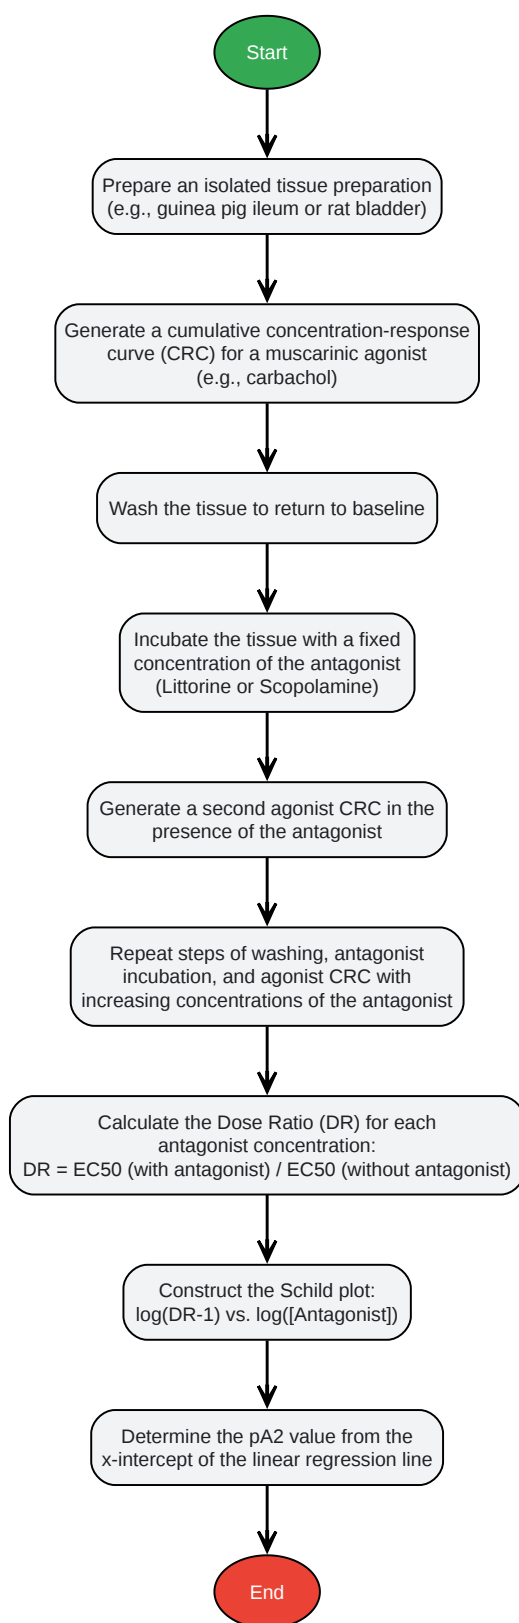 Start
Prepare an isolated tissue preparation
(e.g., guinea pig ileum or rat bladder)
Generate a cumulative concentration-response
curve (CRC) for a muscarinic agonist
(e.g., carbachol)
Wash the tissue to return to baseline
Incubate the tissue with a fixed
concentration of the antagonist
(Littorine or Scopolamine)
Generate a second agonist CRC in the
presence of the antagonist
Repeat steps of washing, antagonist
incubation, and agonist CRC with
increasing concentrations of the antagonist
Calculate the Dose Ratio (DR) for each
antagonist concentration:
DR = EC50 (with antagonist) / EC50 (without antagonist)
Construct the Schild plot:
log(DR-1) vs. log([Antagonist])
Determine the pA2 value from the
x-intercept of the linear regression line
End